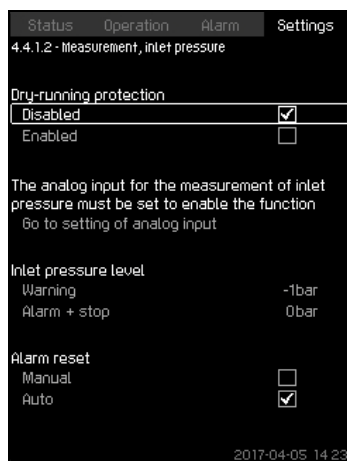 Status Operation Alarm Settings
4.4.1.2 - Measurement, inlet pressure
Dry-running protection
Disabled
Enabled
The analog input for the measurement of inlet
pressure must be set to enable the function
Go to setting of analog input
Inlet pressure level
Warning -1bar
Alarm + stop 0bar
Alarm reset
Manual
Auto
2017-04-05 14:23